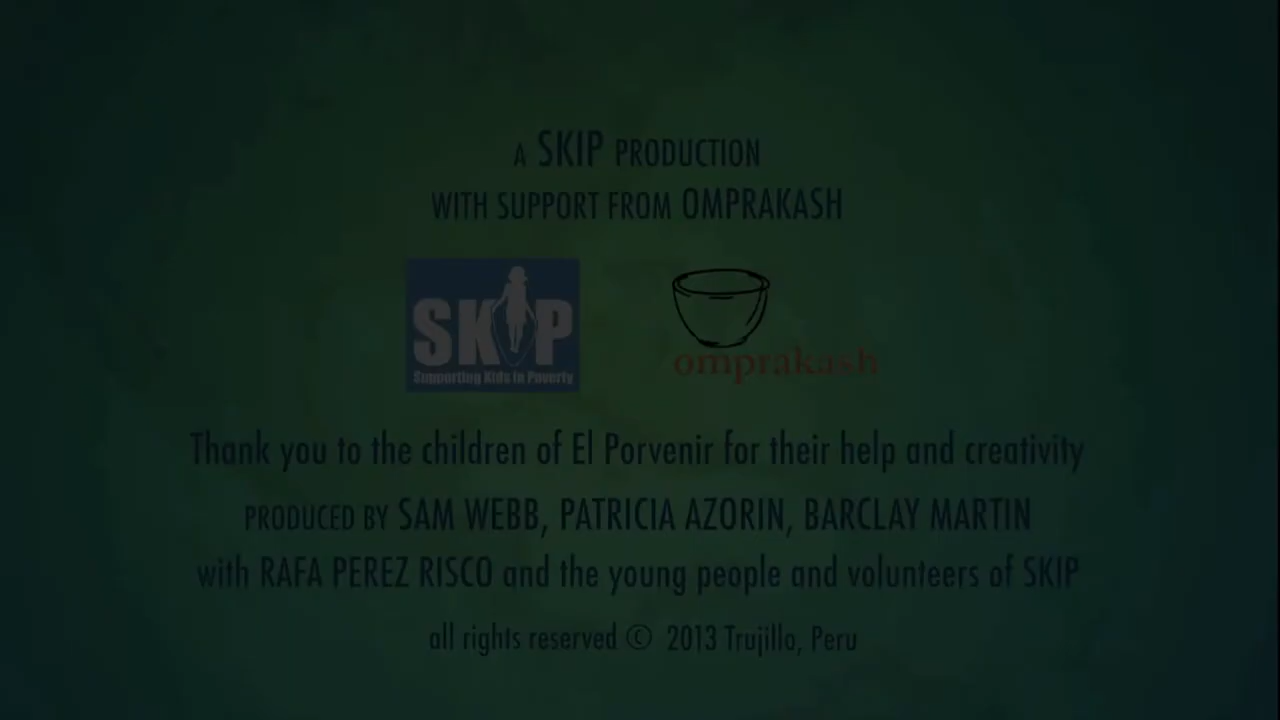 A SKIP PRODUCTION
WITH SUPPORT FROM OMPRAKASH
SKIP
Supporting Kids in Poverty
omprakash
Thank you to the children of El Porvenir for their help and creativity
PRODUCED BY SAM WEBB, PATRICIA AZORIN, BARCLAY MARTIN
with RAFA PEREZ RISCO and the young people and volunteers of SKIP
all rights reserved © 2013 Trujillo, Peru